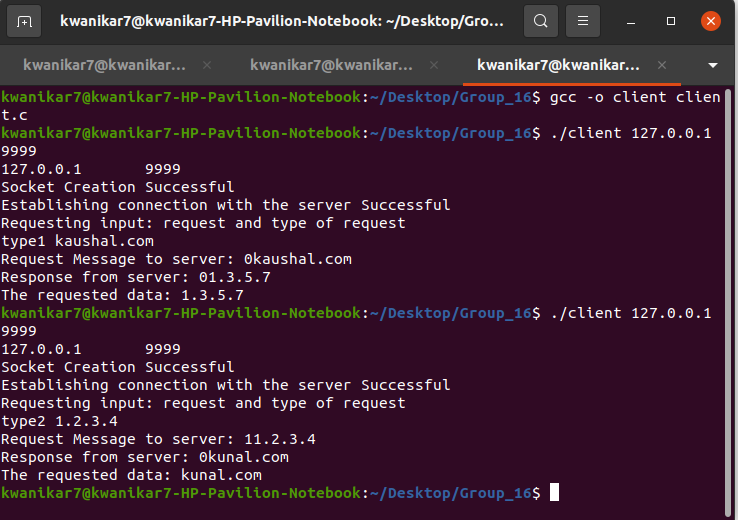 kwanikar7@kwanikar7-HP-Pavilion-Notebook: ~/Desktop/Gro...
kwanikar7@kwanikar... kwanikar7@kwanikar... kwanikar7@kwanikar...
kwanikar7@kwanikar7-HP-Pavilion-Notebook:~/Desktop/Group_16$ gcc -o client clien
t.c
kwanikar7@kwanikar7-HP-Pavilion-Notebook:~/Desktop/Group_16$ ./client 127.0.0.1
9999
127.0.0.1       9999
Socket Creation Successful
Establishing connection with the server Successful
Requesting input: request and type of request
type1 kaushal.com
Request Message to server: 0kaushal.com
Response from server: 01.3.5.7
The requested data: 1.3.5.7
kwanikar7@kwanikar7-HP-Pavilion-Notebook:~/Desktop/Group_16$ ./client 127.0.0.1
9999
127.0.0.1       9999
Socket Creation Successful
Establishing connection with the server Successful
Requesting input: request and type of request
type2 1.2.3.4
Request Message to server: 11.2.3.4
Response from server: 0kunal.com
The requested data: kunal.com
kwanikar7@kwanikar7-HP-Pavilion-Notebook:~/Desktop/Group_16$